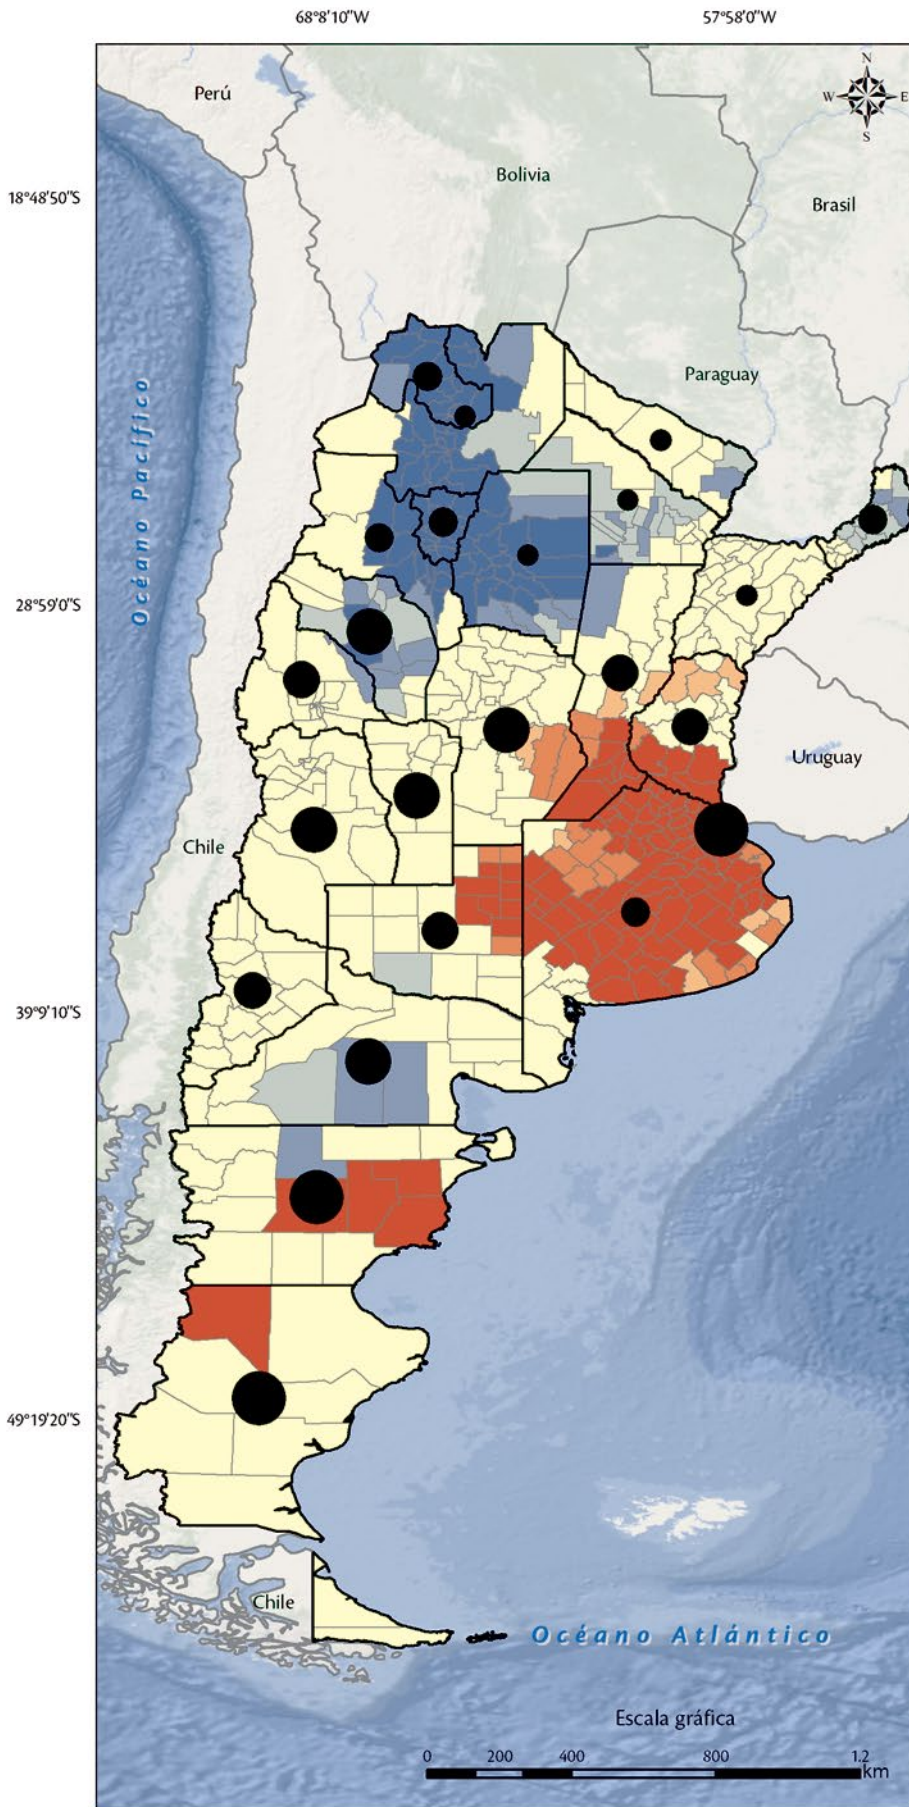 68°8'10"W
57°58'0"W
Perú
N
W
E
S
Bolivia
18°48'50"S
Brasil
Paraguay
Océano Pacífico
28°59'0"S
Uruguay
Chile
39°9'10"S
49°19'20"S
Chile
Océano Atlántico
Escala gráfica
0 200 400 800 1.2
km